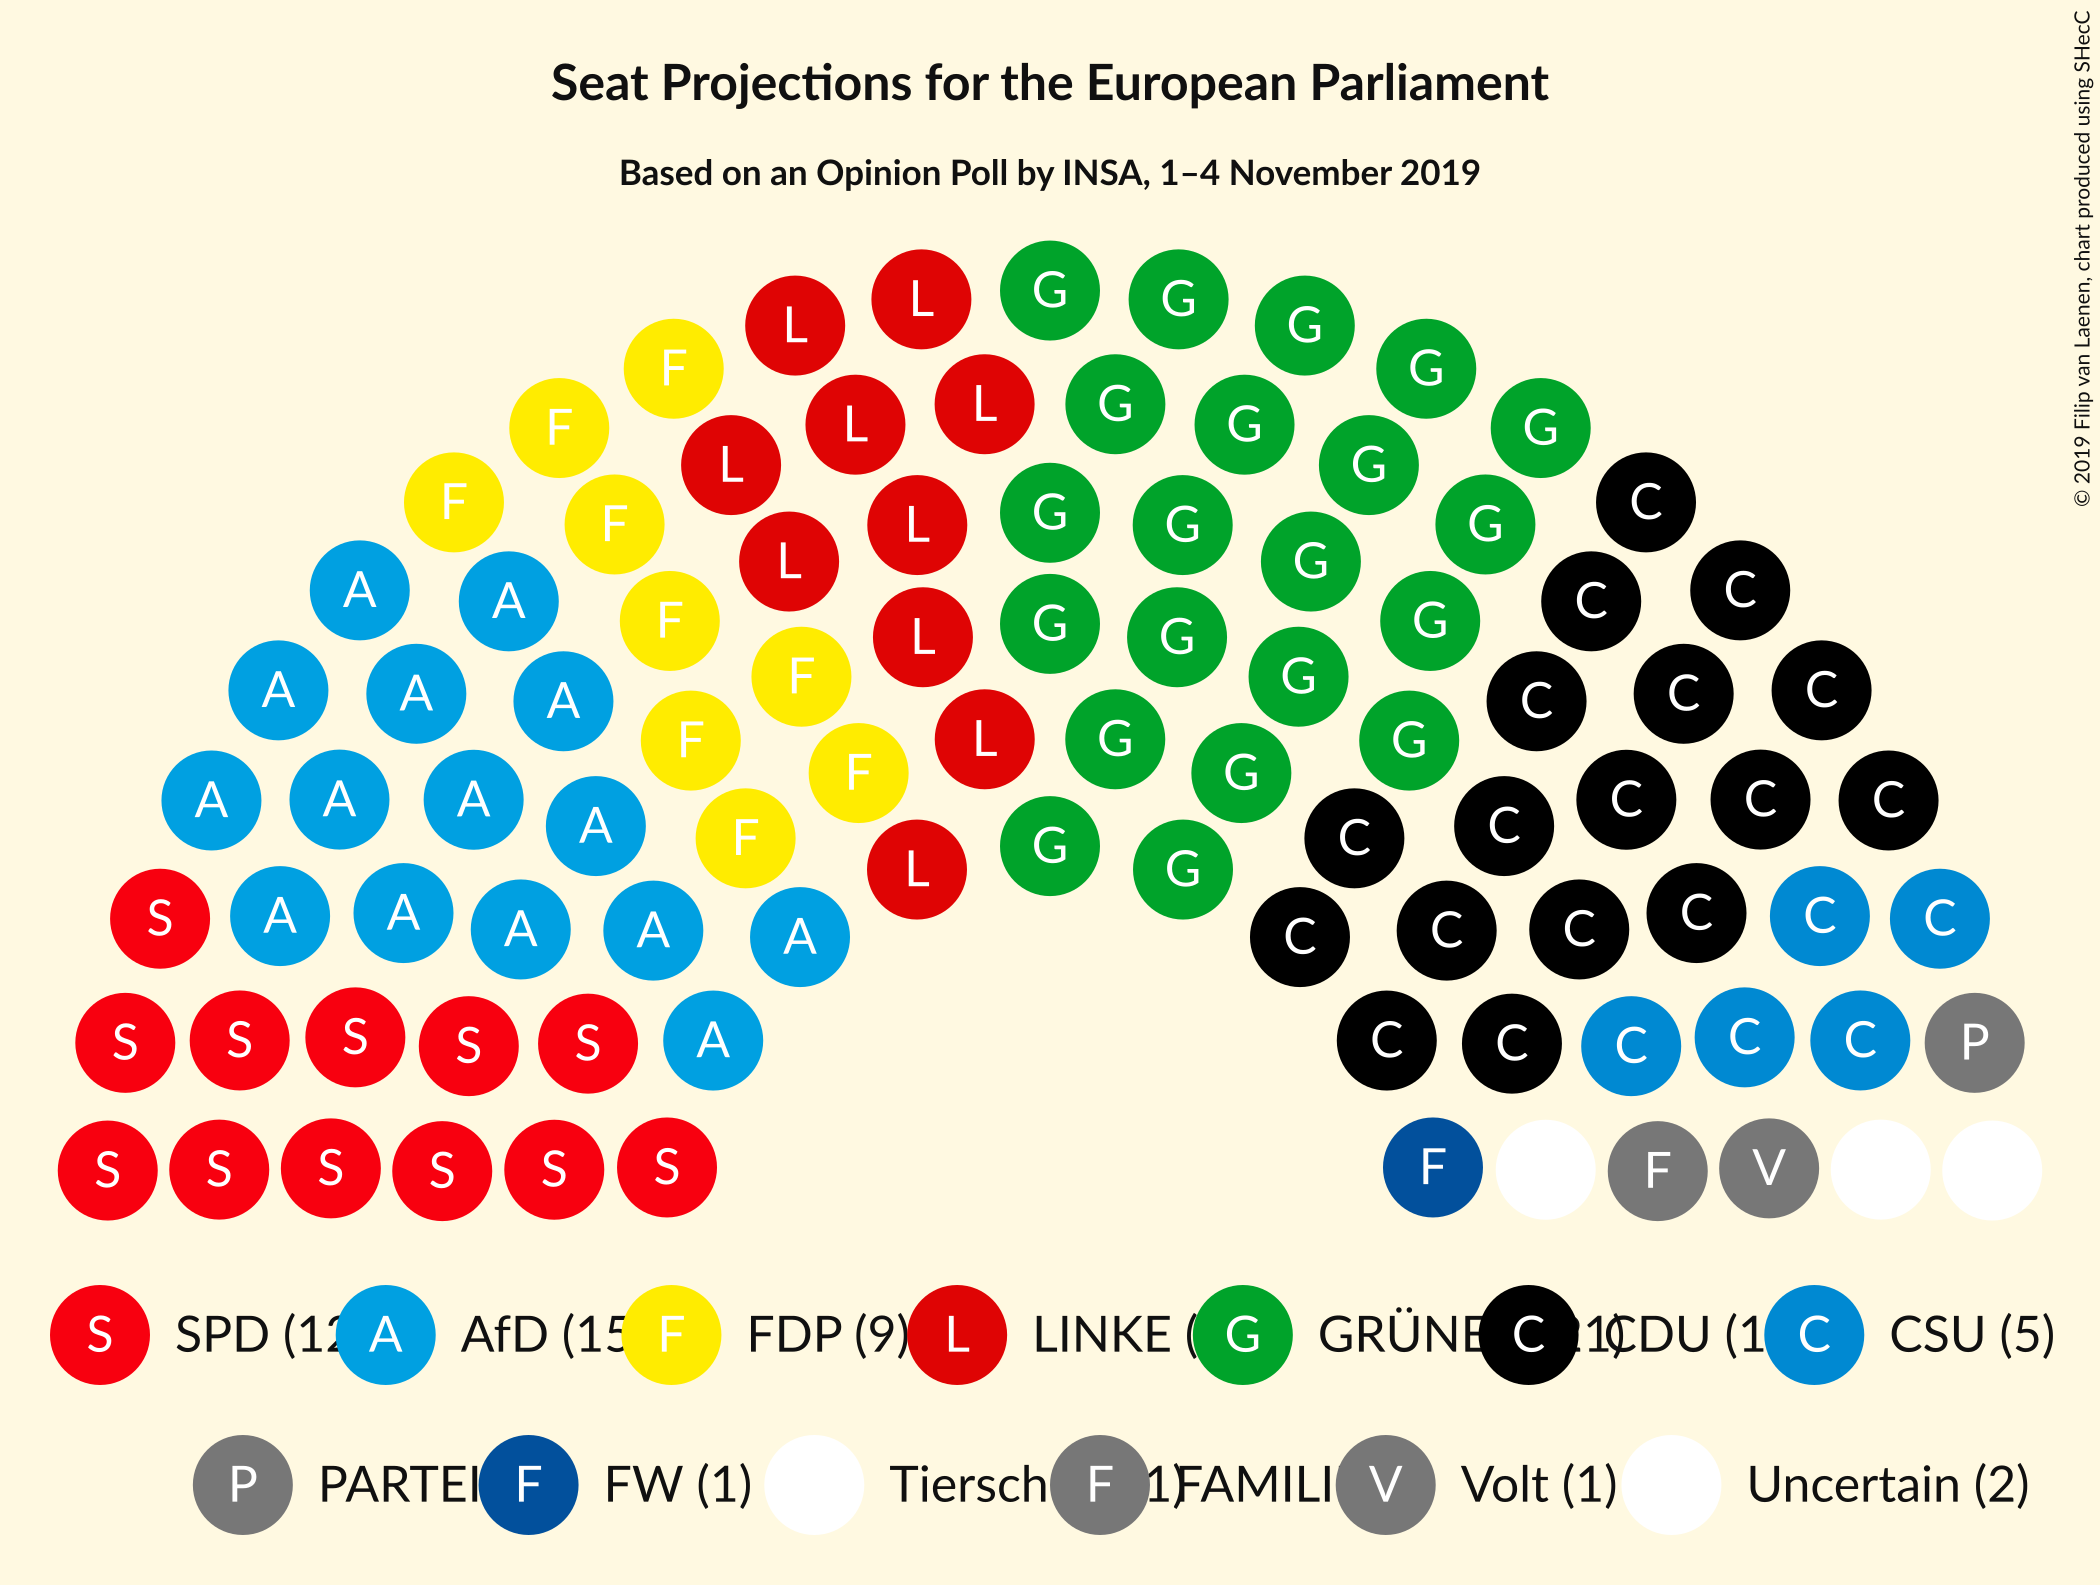 Seat Projections for the European Parliament
Based on an Opinion Poll by INSA, 1–4 November 2019
© 2019 Filip van Laenen, chart produced using SHecC
L L G G G
F G
L L G G
F G
L G
F C
F L G G G
L G
A A F G C C
F L G G G
A A A F L G G C C C
A A A F G C C C
A F L G G C
S A A A A F L G G C C C C C C
A C
S S S S S A C C C C C P
S S S S S S F F V
S SPD (12 A AfD (15 F FDP (9) L LINKE ( G GRÜNE 21) C CDU (1 C CSU (5)
P PARTEI F FW (1) Tiersch 1) F FAMILI V Volt (1) Uncertain (2)